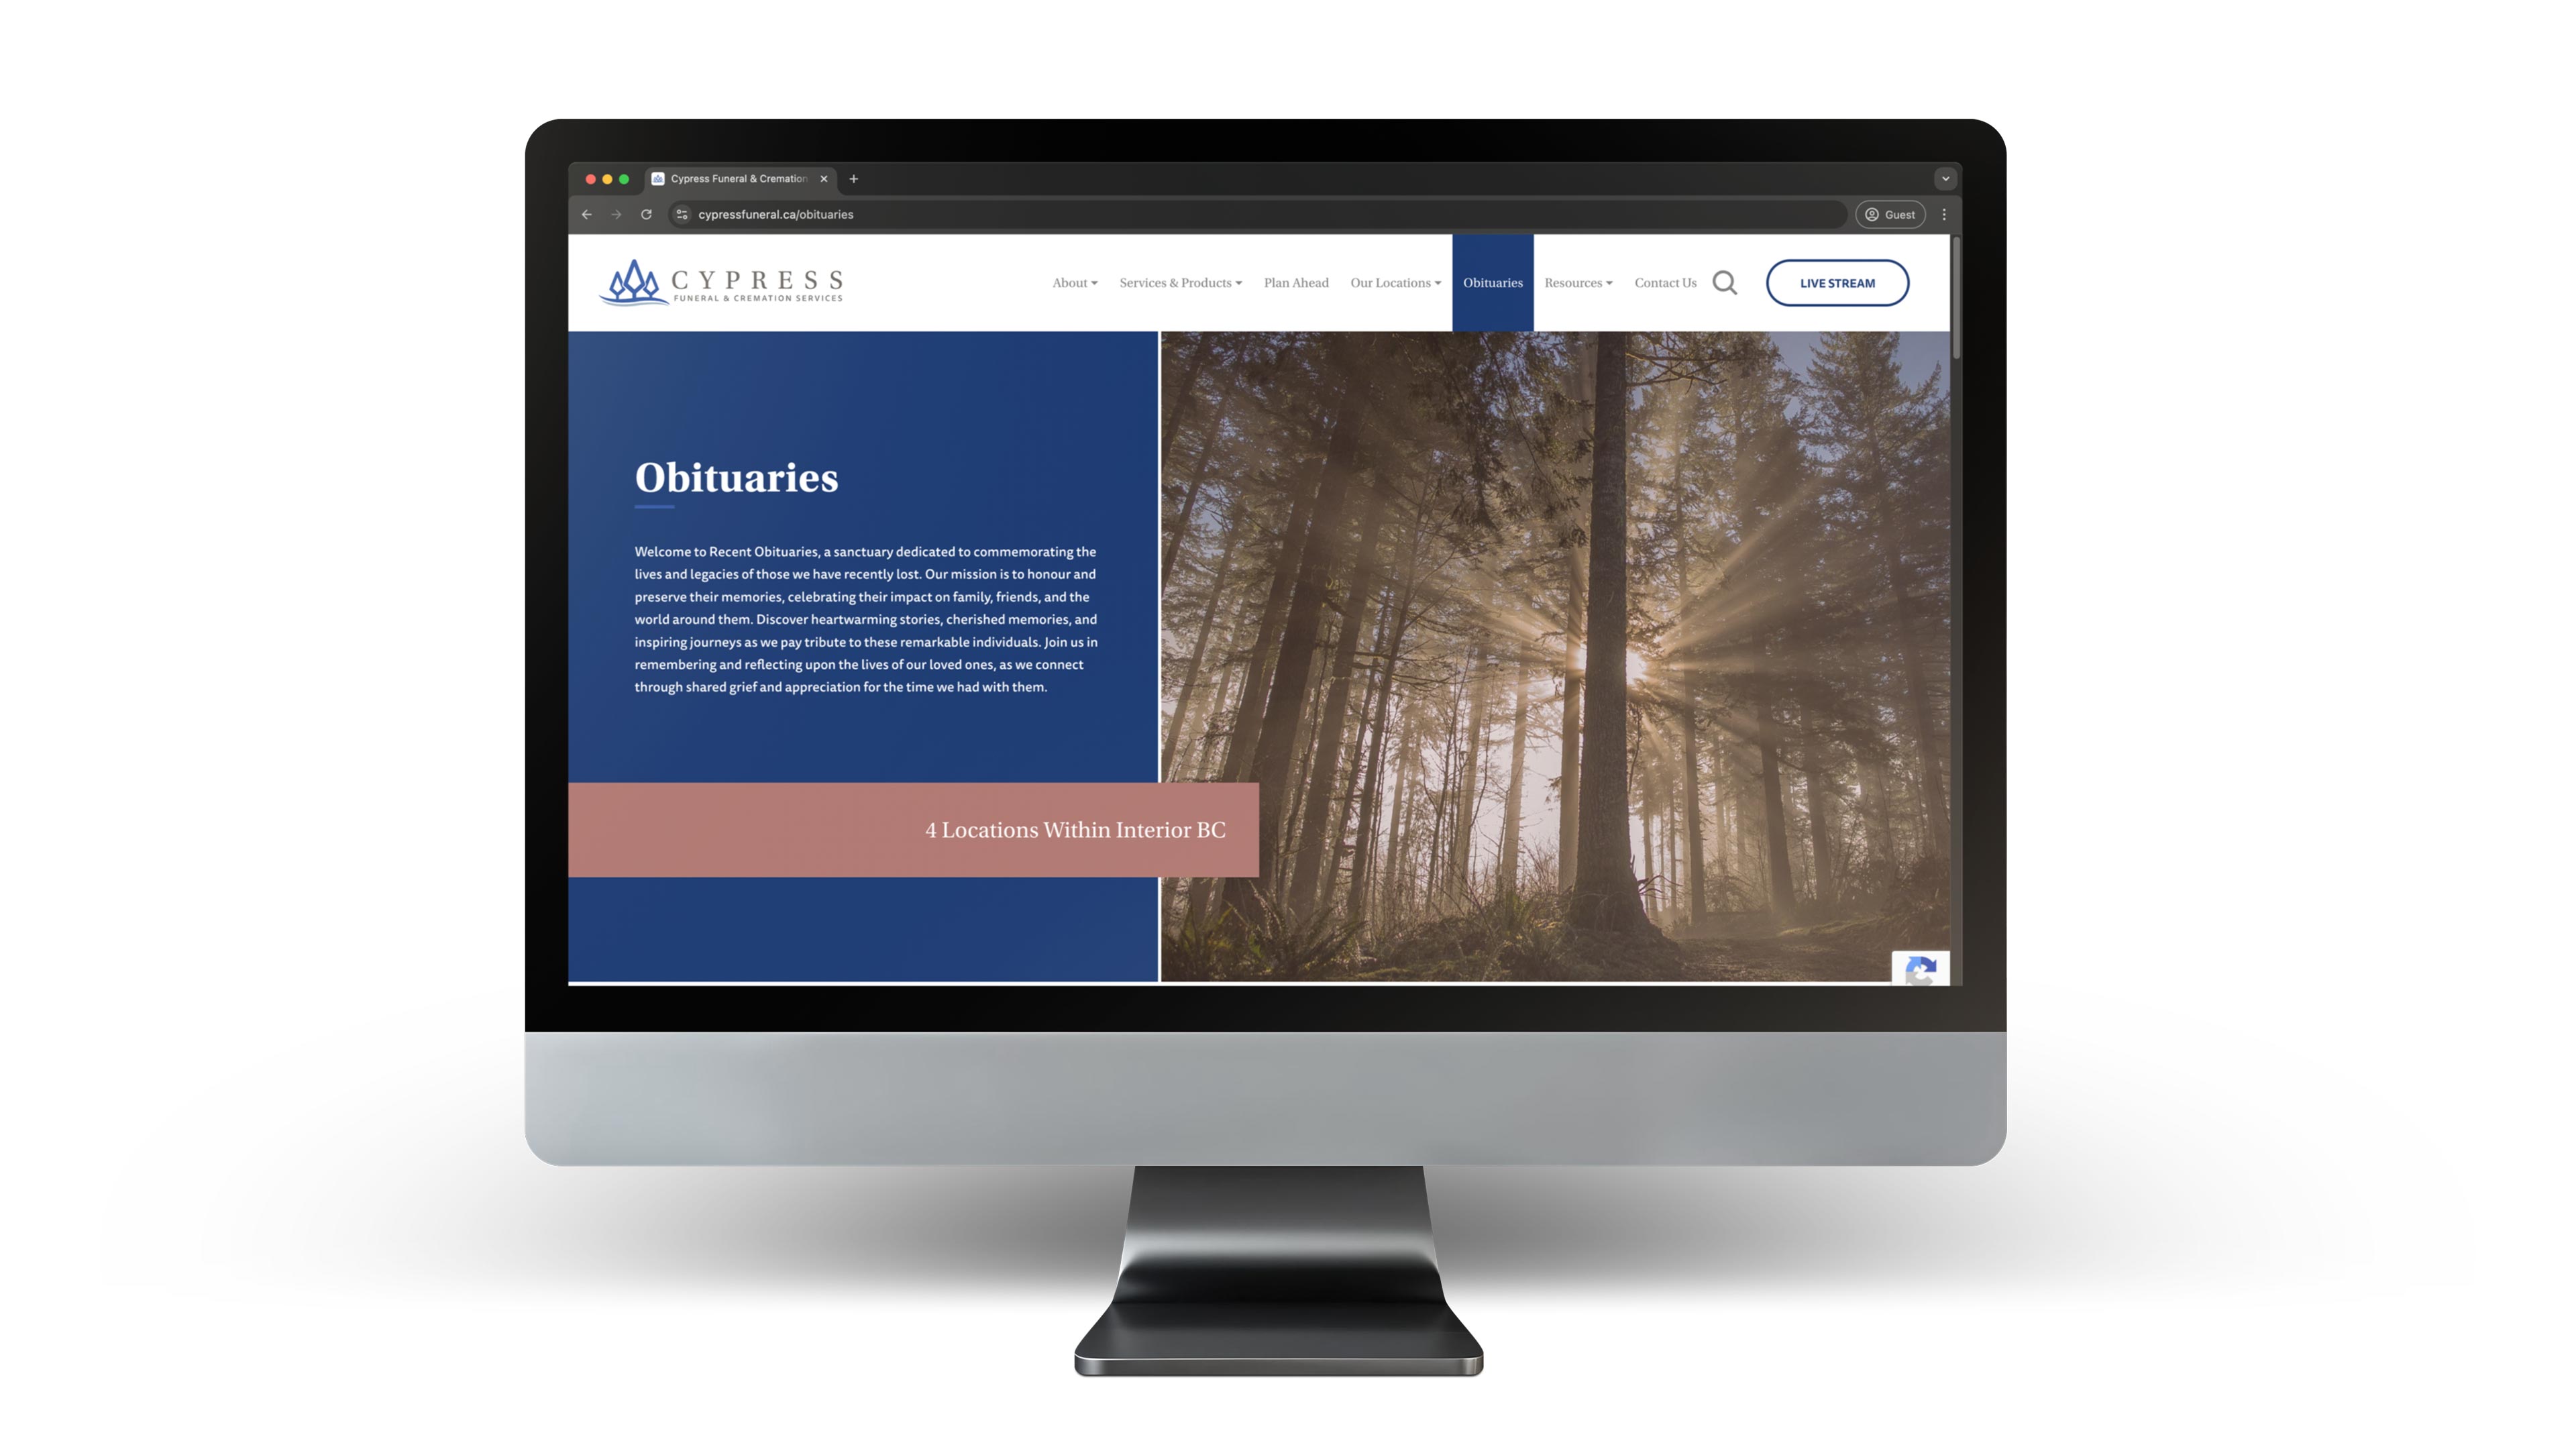 Cypress Funeral & Cremation
cypressfuneral.ca/obituaries
Guest
CYPRESS
FUNERAL & CREMATION SERVICES
About
Services & Products
Plan Ahead
Our Locations
Obituaries
Resources
Contact Us
LIVE STREAM
Obituaries
Welcome to Recent Obituaries, a sanctuary dedicated to commemorating the
lives and legacies of those we have recently lost. Our mission is to honour and
preserve their memories, celebrating their impact on family, friends, and the
world around them. Discover heartwarming stories, cherished memories, and
inspiring journeys as we pay tribute to these remarkable individuals. Join us in
remembering and reflecting upon the lives of our loved ones, as we connect
through shared grief and appreciation for the time we had with them.
4 Locations Within Interior BC